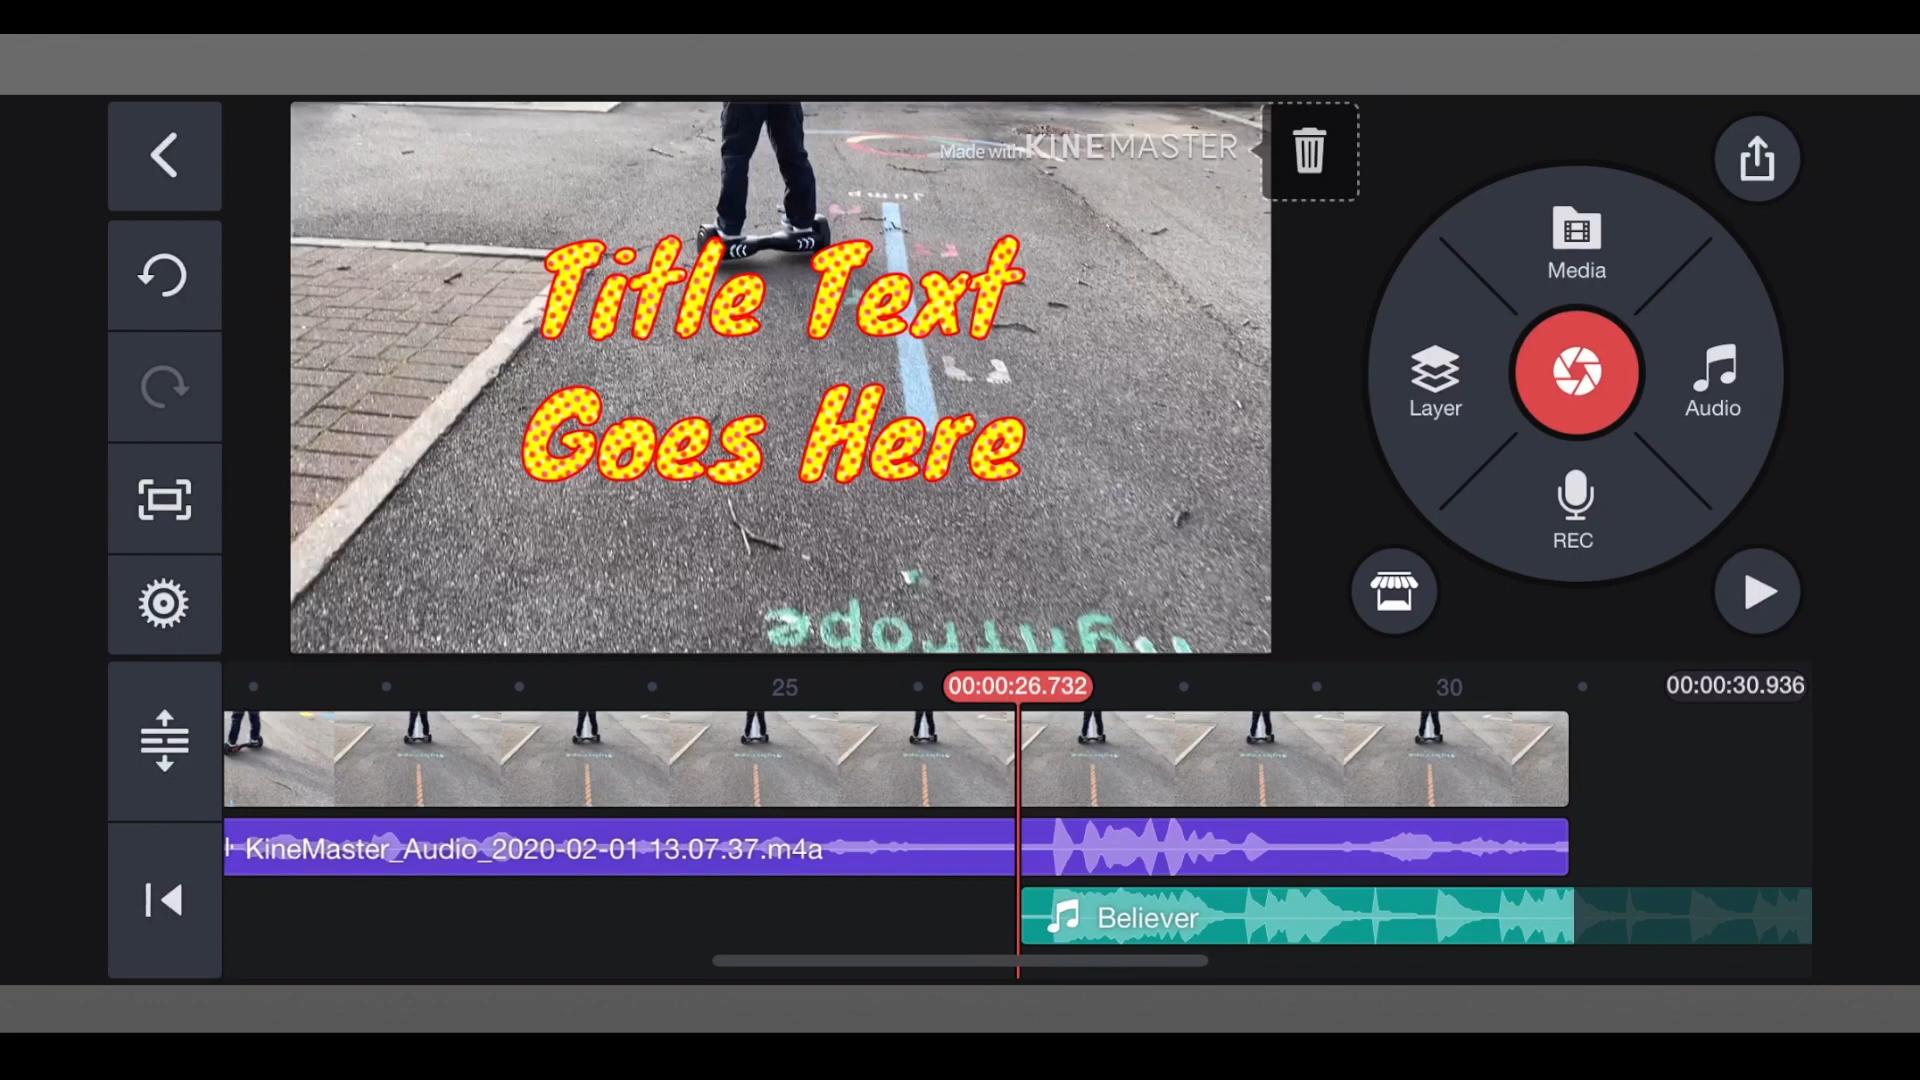 Made with KINEMASTER
Title Text
Goes Here
Media
Layer
Audio
REC
25
00:00:26.732
30
00:00:30.936
KineMaster_Audio_2020-02-01 13.07.37.m4a
Believer